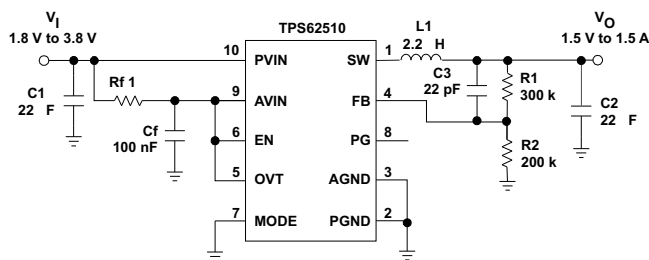 TPS62510
VI
1.8 V to 3.8 V
10 PVIN
SW 1
L1
2.2 H
VO
1.5 V to 1.5 A
C1
22 F
Rf 1
9 AVIN
Cf
100 nF
6 EN
5 OVT
7 MODE
C3
22 pF
FB 4
R1
300 k
PG 8
C2
22 F
R2
200 k
AGND 3
PGND 2